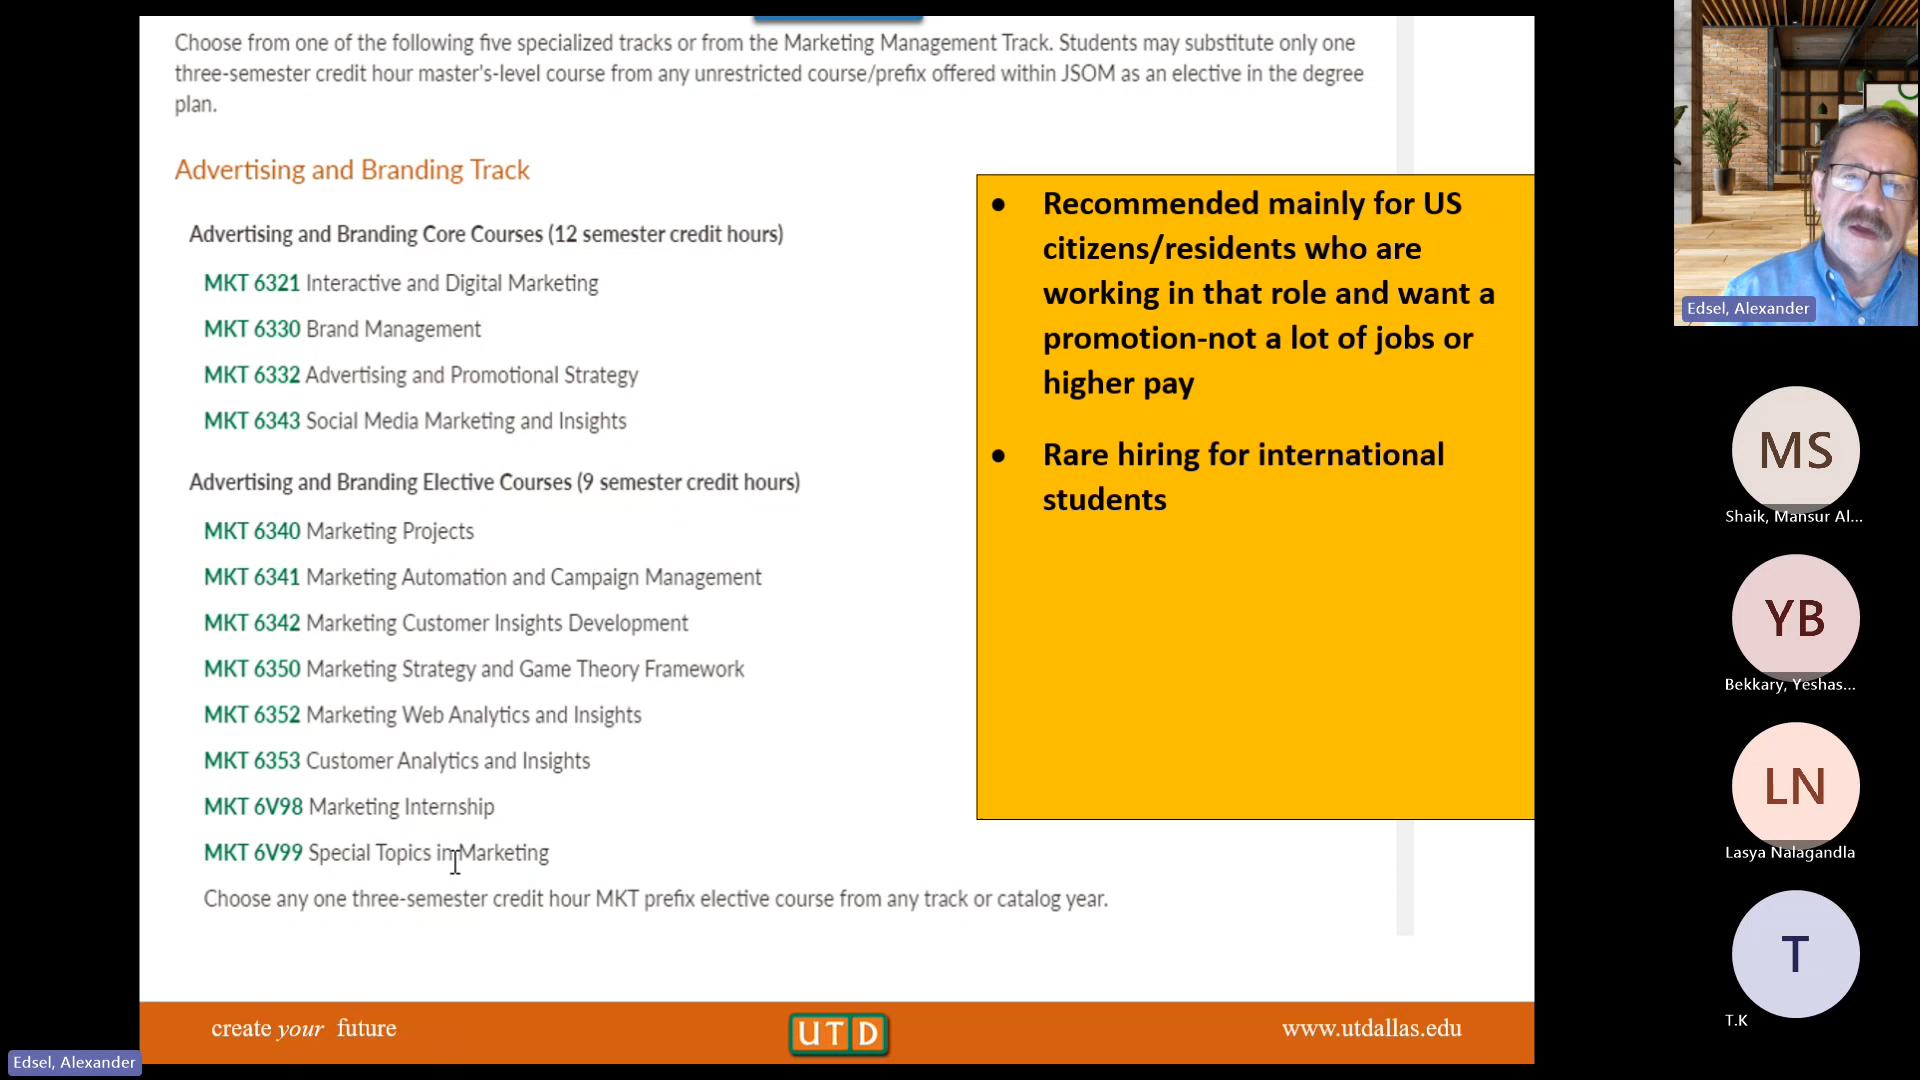 Choose from one of the following five specialized tracks or from the Marketing Management Track. Students may substitute only one
three-semester credit hour master's-level course from any unrestricted course/prefix offered within JSOM as an elective in the degree
plan.
Advertising and Branding Track
Advertising and Branding Core Courses (12 semester credit hours)
MKT 6321 Interactive and Digital Marketing
MKT 6330 Brand Management
MKT 6332 Advertising and Promotional Strategy
MKT 6343 Social Media Marketing and Insights
Advertising and Branding Elective Courses (9 semester credit hours)
MKT 6340 Marketing Projects
MKT 6341 Marketing Automation and Campaign Management
MKT 6342 Marketing Customer Insights Development
MKT 6350 Marketing Strategy and Game Theory Framework
MKT 6352 Marketing Web Analytics and Insights
MKT 6353 Customer Analytics and Insights
MKT 6V98 Marketing Internship
MKT 6V99 Special Topics in Marketing
Choose any one three-semester credit hour MKT prefix elective course from any track or catalog year.
• Recommended mainly for US
citizens/residents who are
working in that role and want a
promotion-not a lot of jobs or
higher pay
• Rare hiring for international
students
create your future
UTD
www.utdallas.edu
Edsel, Alexander
Edsel, Alexander
MS
Shaik, Mansur Al...
YB
Bekkary, Yeshas...
LN
Lasya Nalagandla
T
T.K